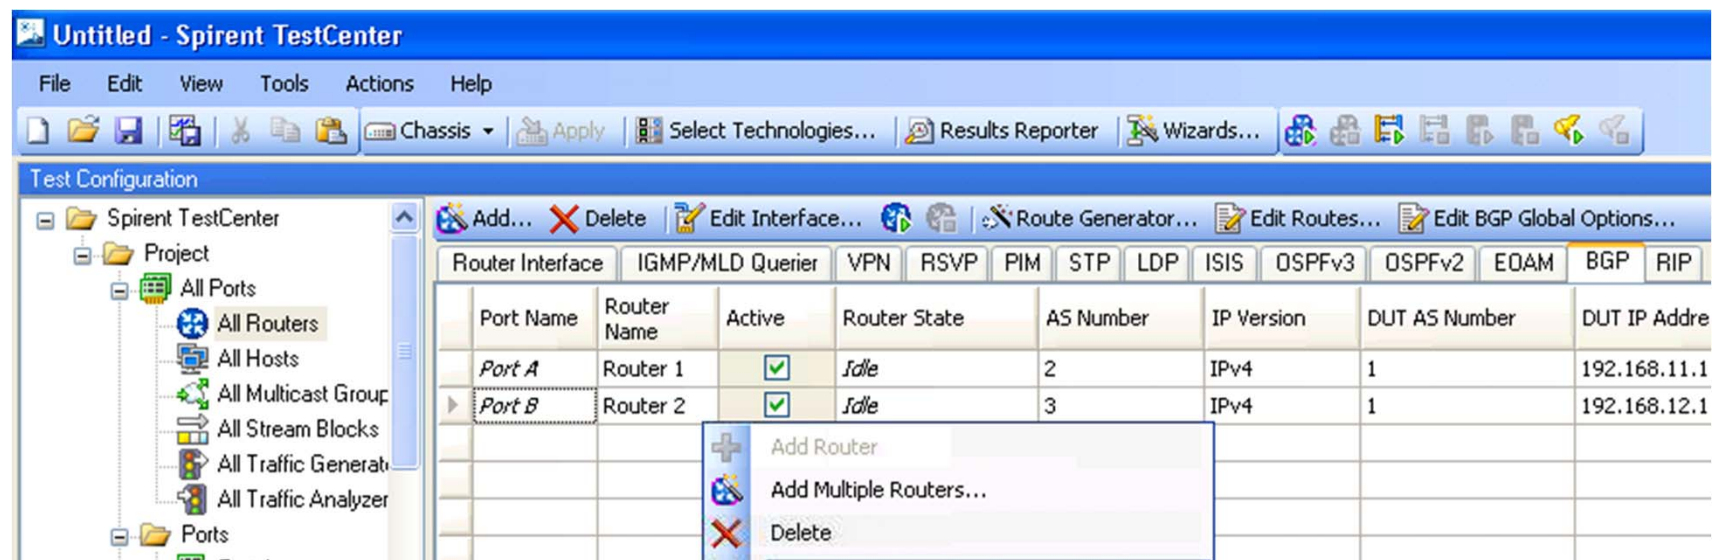 Untitled - Spirent TestCenter
File Edit View Tools Actions Help
Chassis Apply Select Technologies... Results Reporter Wizards...
Test Configuration
Spirent TestCenter
Project
All Ports
All Routers
All Hosts
All Multicast Group
All Stream Blocks
All Traffic Generat
All Traffic Analyzer
Ports
Add... Delete Edit Interface... Route Generator... Edit Routes... Edit BGP Global Options...
Router Interface IGMP/MLD Querier VPN RSVP PIM STP LDP ISIS OSPFv3 OSPFv2 EOAM BGP RIP
Port Name Router Name Active Router State AS Number IP Version DUT AS Number DUT IP Addre
Port A Router 1 Idle 2 IPv4 1 192.168.11.1
Port B Router 2 Idle 3 IPv4 1 192.168.12.1
Add Router
Add Multiple Routers...
Delete